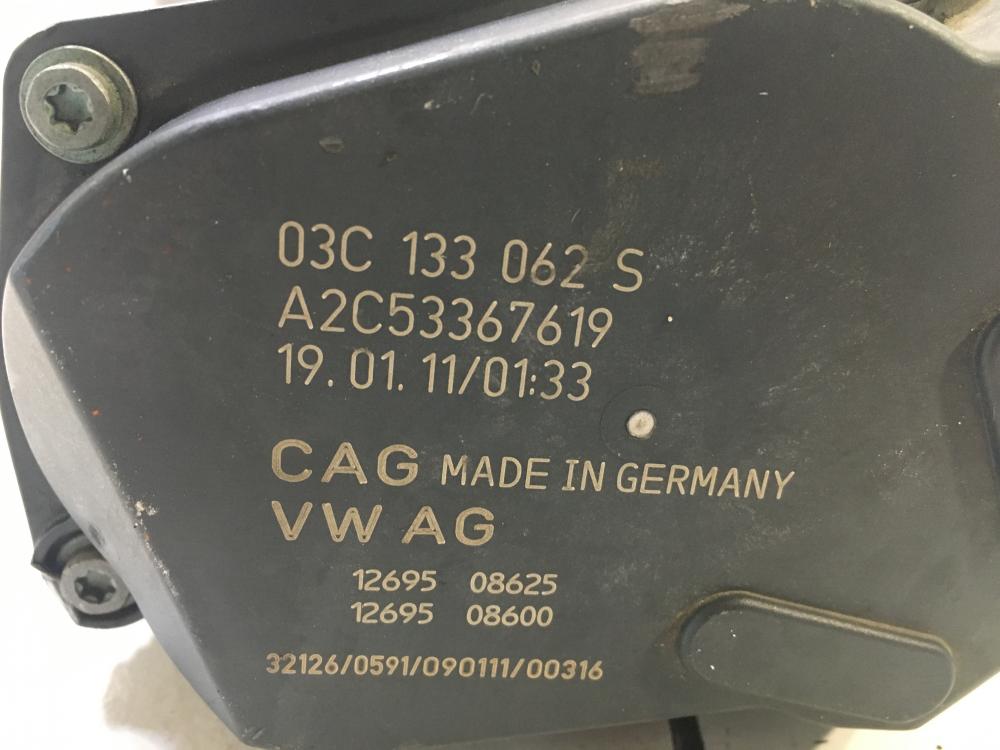 03C 133 062 S
A2C53367619
19.01.11/01:33
CAG MADE IN GERMANY
VW AG
12695 08625
12695 08600
32126/0591/090111/00316